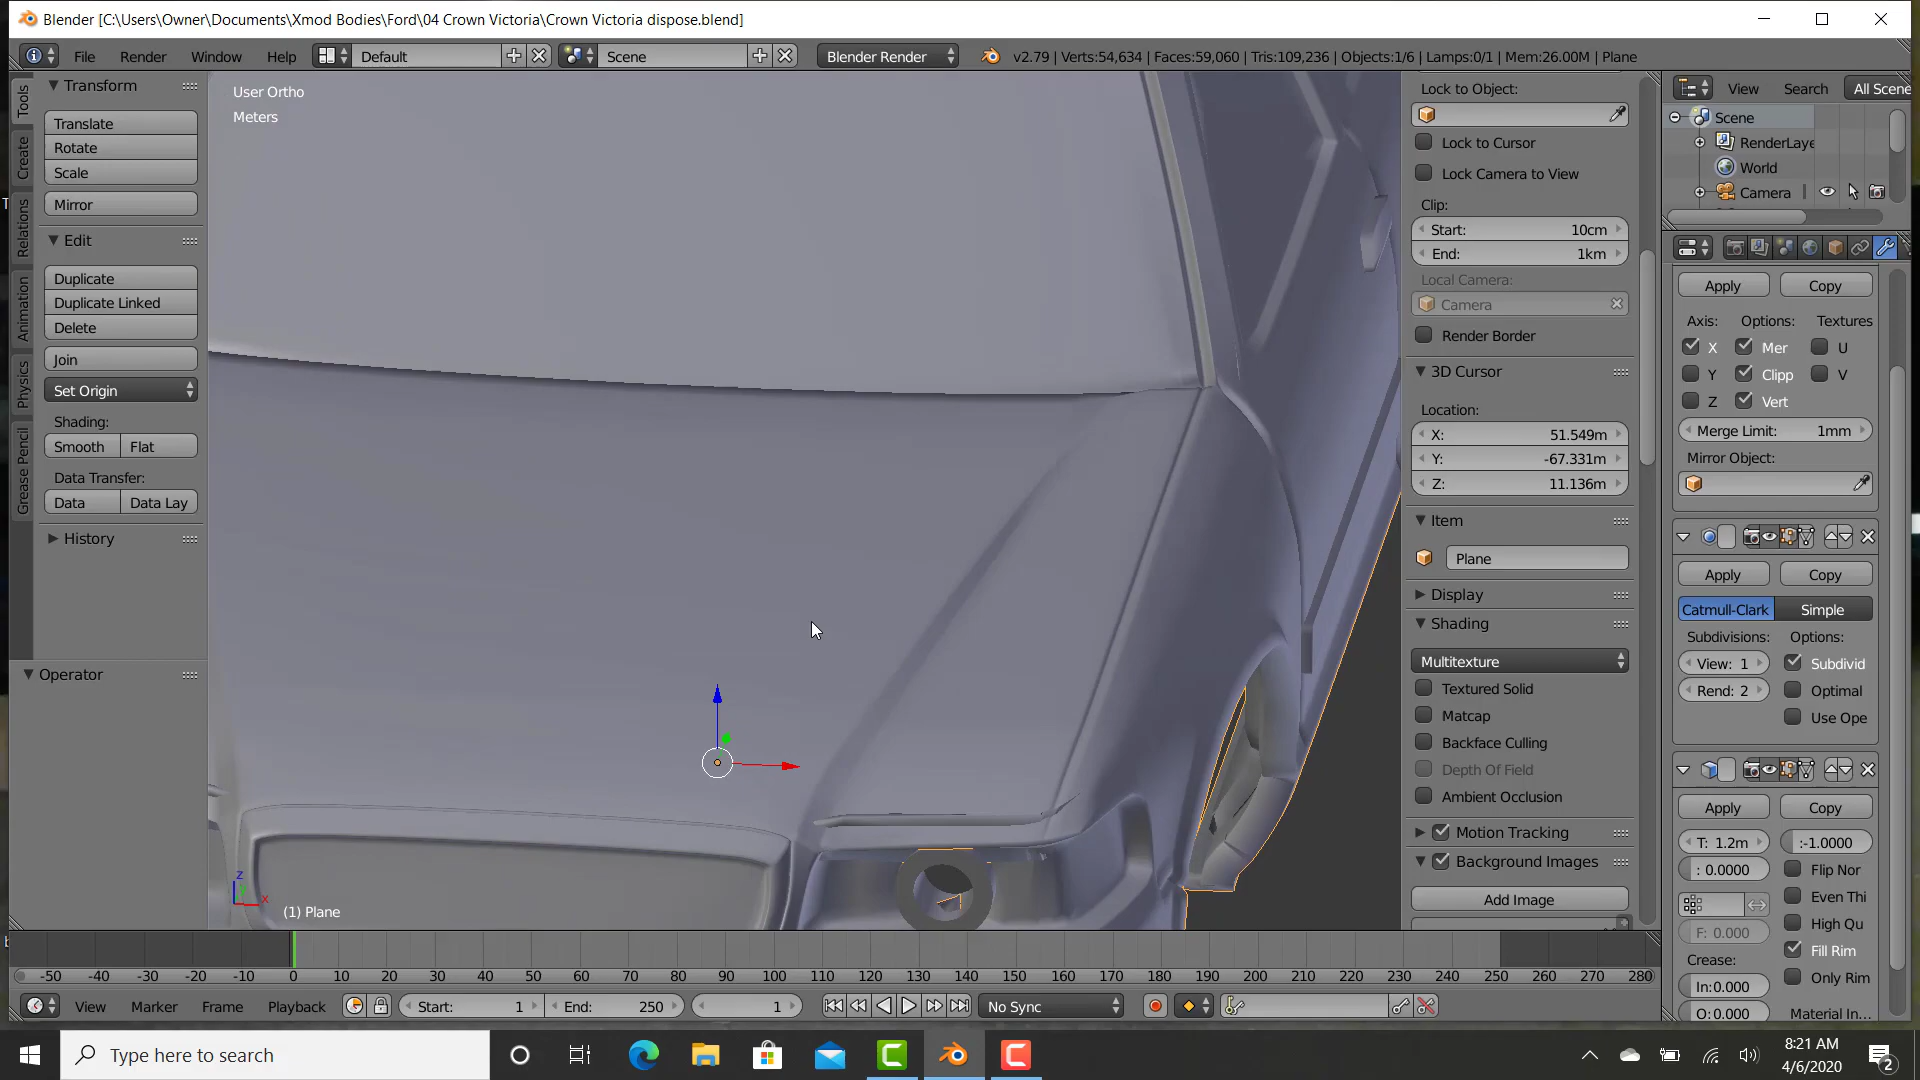 Blender [C:\Users\Owner\Documents\Xmod Bodies\Ford\04 Crown Victoria\Crown Victoria dispose.blend]
File Render Window Help Default Scene Blender Render v2.79 | Verts:54,634 | Faces:59,060 | Tris:109,236 | Objects:1/6 | Lamps:0/1 | Mem:26.00M | Plane
Tools
Create
Relations
Animation
Physics
Grease Pencil
Transform
Translate
Rotate
Scale
Mirror
Edit
Duplicate
Duplicate Linked
Delete
Join
Set Origin
Shading:
Smooth Flat
Data Transfer:
Data Data Lay
History
Operator
User Ortho
Meters
z
x
(1) Plane
Lock to Object:
Lock to Cursor
Lock Camera to View
Clip:
Start: 10cm
End: 1km
Local Camera:
Camera
Render Border
3D Cursor
Location:
X: 51.549m
Y: -67.331m
Z: 11.136m
Item
Plane
Display
Shading
Multitexture
Textured Solid
Matcap
Backface Culling
Depth Of Field
Ambient Occlusion
Motion Tracking
Background Images
Add Image
View Search All Scene
Scene
RenderLaye
World
Camera
Apply Copy
Axis: Options: Textures
X Mer U
Y Clipp V
Z Vert
Merge Limit: 1mm
Mirror Object:
Apply Copy
Catmull-Clark Simple
Subdivisions: Options:
View: 1 Subdivid
Rend: 2 Optimal
Use Ope
Apply Copy
T: 1.2m :-1.0000
: 0.0000 Flip Nor
Even Thi
F: 0.000 High Qu
Crease: Fill Rim
In:0.000 Only Rim
O:0.000 Material In...
-50 -40 -30 -20 -10 0 10 20 30 40 50 60 70 80 90 100 110 120 130 140 150 160 170 180 190 200 210 220 230 240 250 260 270 280
View Marker Frame Playback Start: 1 End: 250 1 No Sync
Type here to search
8:21 AM
4/6/2020
2